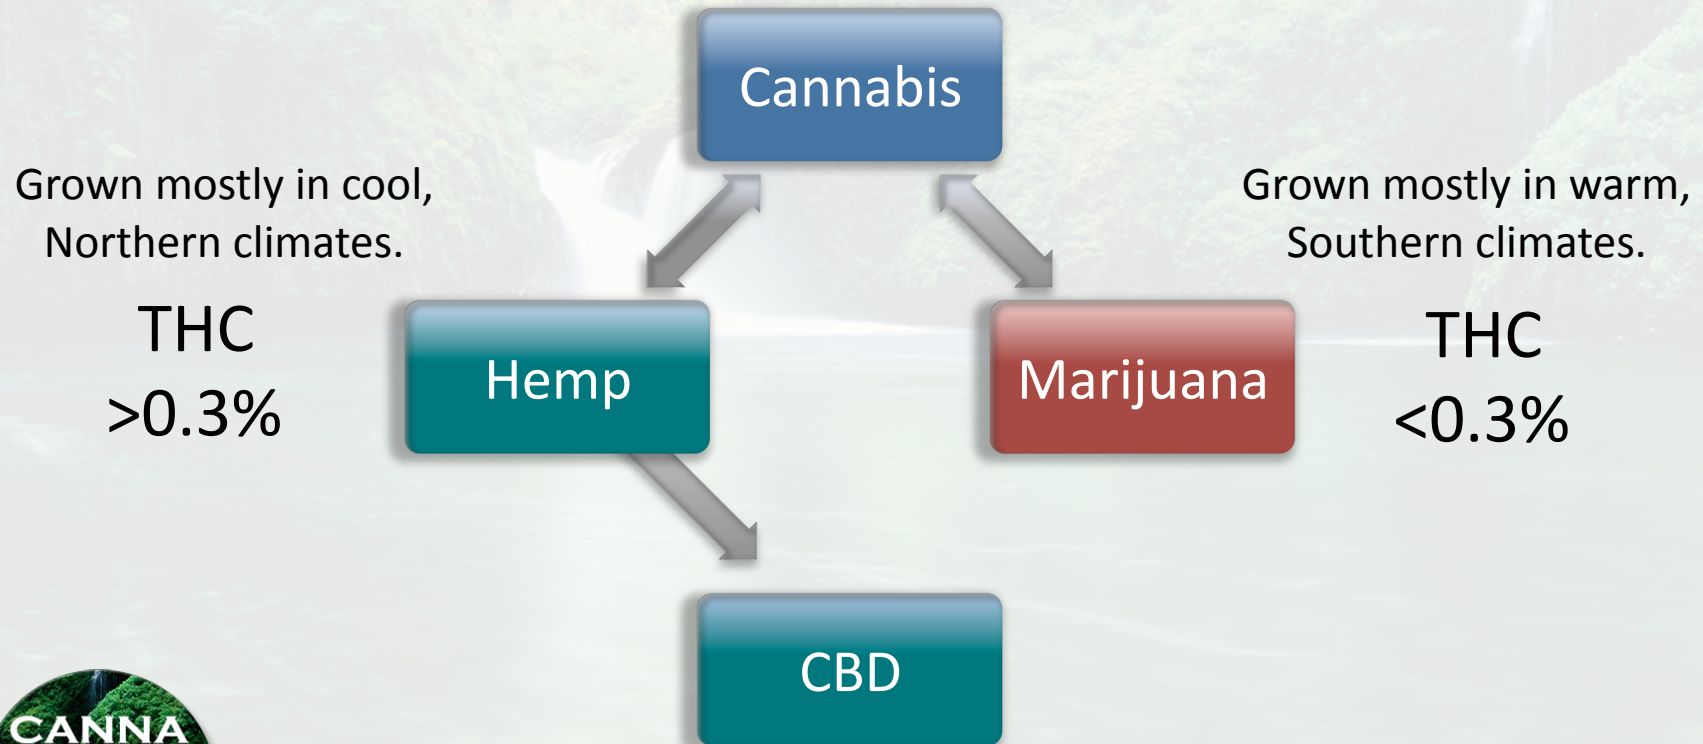 Cannabis
Grown mostly in cool,
Northern climates.
THC
>0.3%
Hemp
Marijuana
Grown mostly in warm,
Southern climates.
THC
<0.3%
CBD
CANNA